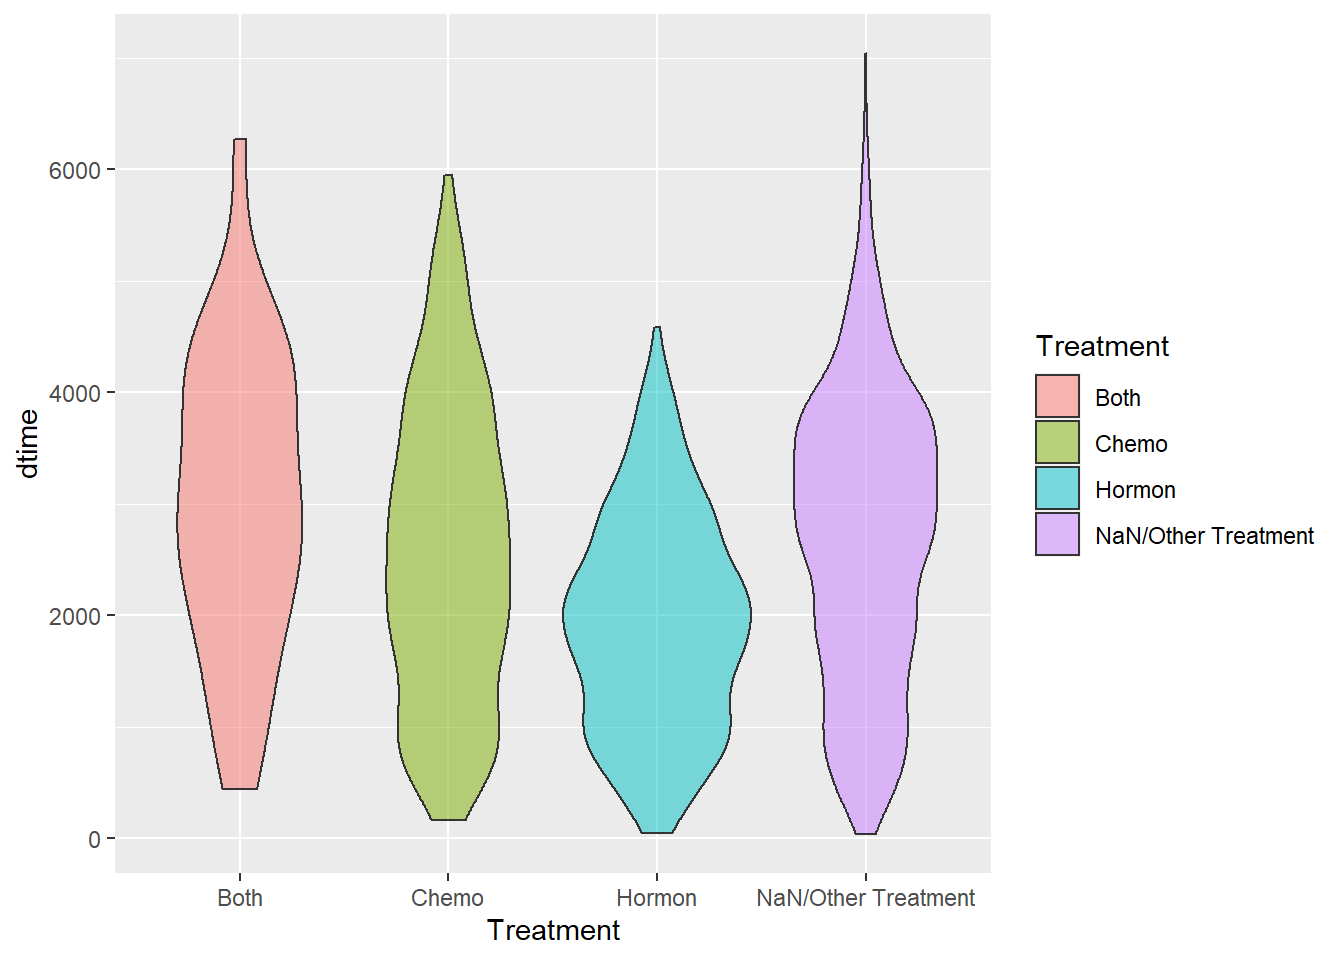 6000
4000
2000
0
dtime
Both
Chemo
Hormon
NaN/Other Treatment
Treatment
Treatment
Both
Chemo
Hormon
NaN/Other Treatment